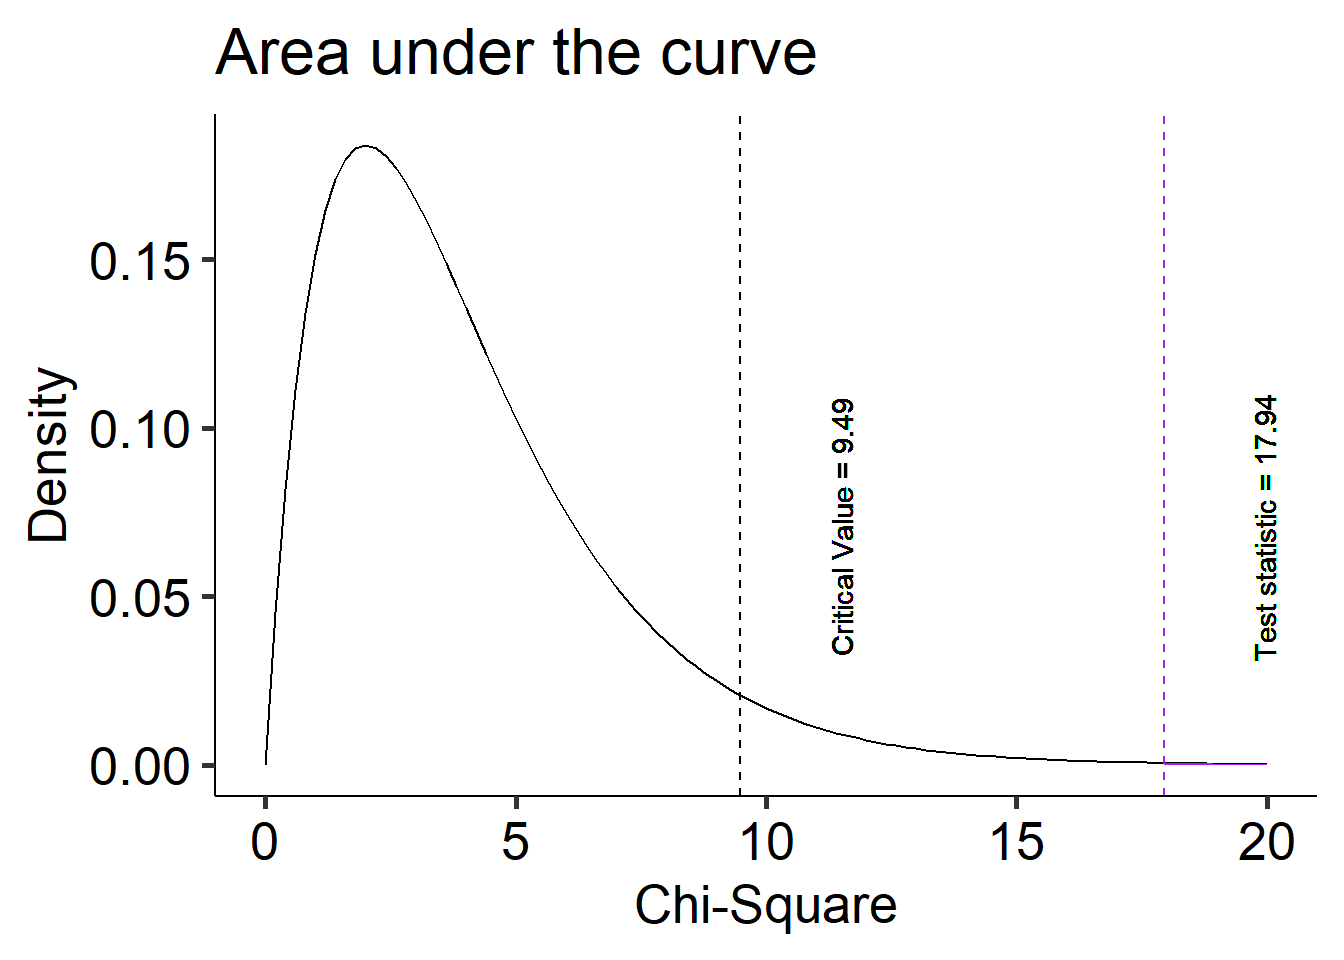 Area under the curve
Density
0.15
0.10
0.05
0.00
Critical Value = 9.49
Test statistic = 17.94
0 5 10 15 20
Chi-Square